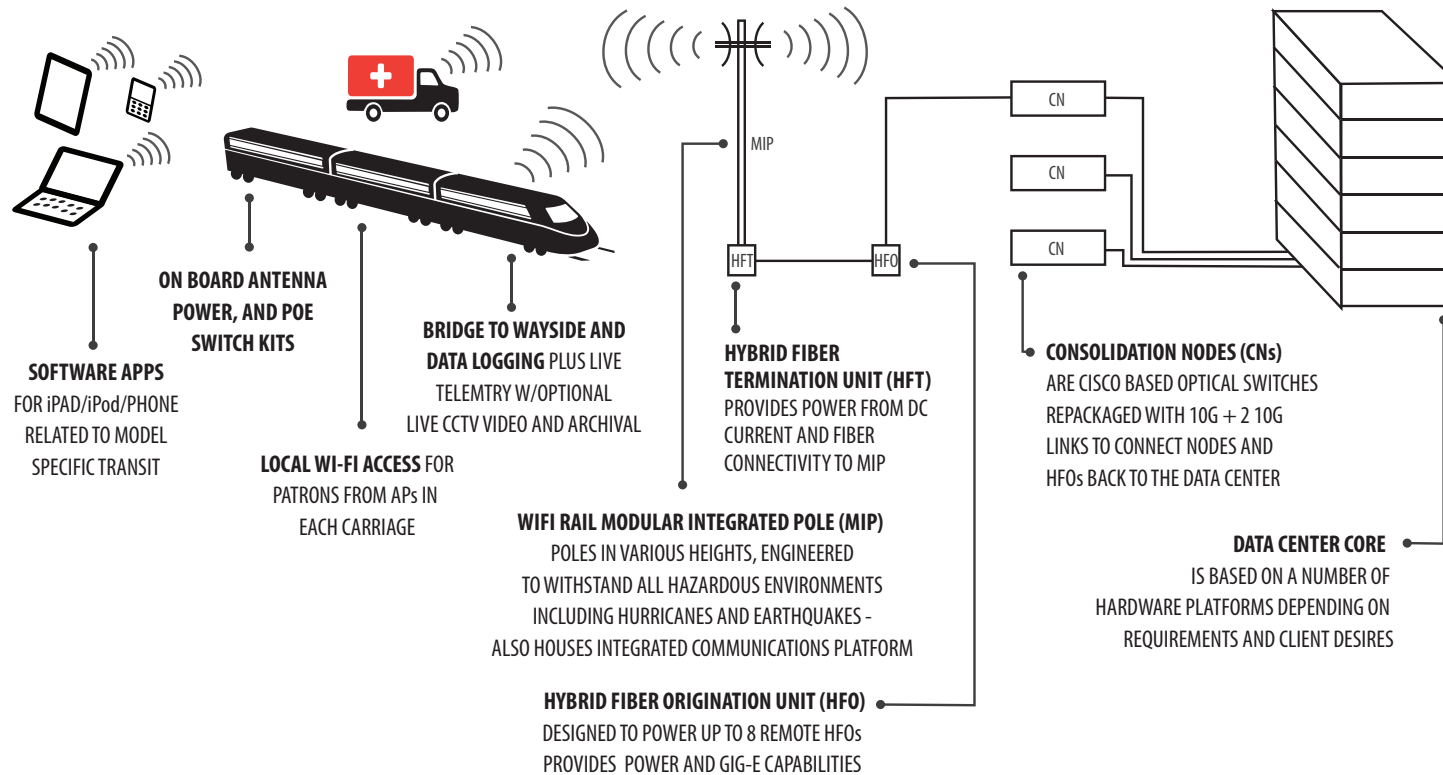 CN
MIP
CN
CN
HFT
HFO
SOFTWARE APPS
FOR iPAD/iPod/PHONE
RELATED TO MODEL
SPECIFIC TRANSIT
ON BOARD ANTENNA
POWER, AND POE
SWITCH KITS
LOCAL WI-FI ACCESS FOR
PATRONS FROM APs IN
EACH CARRIAGE
BRIDGE TO WAYSIDE AND
DATA LOGGING PLUS LIVE
TELEMTRY W/OPTIONAL
LIVE CCTV VIDEO AND ARCHIVAL
HYBRID FIBER
TERMINATION UNIT (HFT)
PROVIDES POWER FROM DC
CURRENT AND FIBER
CONNECTIVITY TO MIP
WIFI RAIL MODULAR INTEGRATED POLE (MIP)
POLES IN VARIOUS HEIGHTS, ENGINEERED
TO WITHSTAND ALL HAZARDOUS ENVIRONMENTS
INCLUDING HURRICANES AND EARTHQUAKES -
ALSO HOUSES INTEGRATED COMMUNICATIONS PLATFORM
HYBRID FIBER ORIGINATION UNIT (HFO)
DESIGNED TO POWER UP TO 8 REMOTE HFOs
PROVIDES POWER AND GIG-E CAPABILITIES
CONSOLIDATION NODES (CNs)
ARE CISCO BASED OPTICAL SWITCHES
REPACKAGED WITH 10G + 2 10G
LINKS TO CONNECT NODES AND
HFOs BACK TO THE DATA CENTER
DATA CENTER CORE
IS BASED ON A NUMBER OF
HARDWARE PLATFORMS DEPENDING ON
REQUIREMENTS AND CLIENT DESIRES